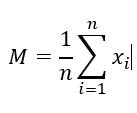 M = \frac{1}{n} \sum_{i=1}^{n} x_i